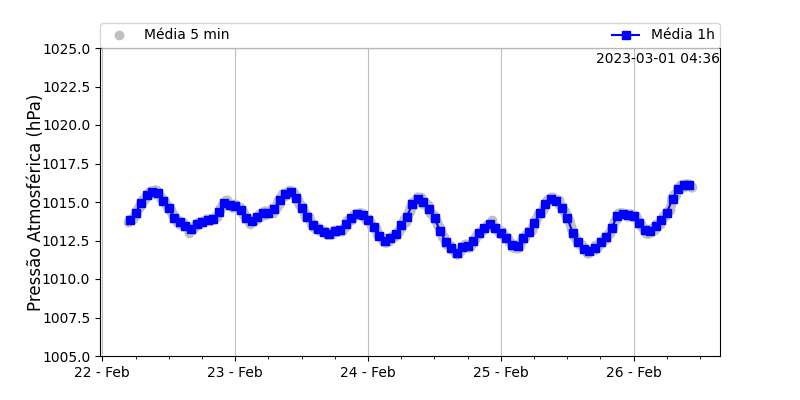 Média 5 min
Média 1h
2023-03-01 04:36
Pressão Atmosférica (hPa)
1025.0
1022.5
1020.0
1017.5
1015.0
1012.5
1010.0
1007.5
1005.0
22 - Feb
23 - Feb
24 - Feb
25 - Feb
26 - Feb